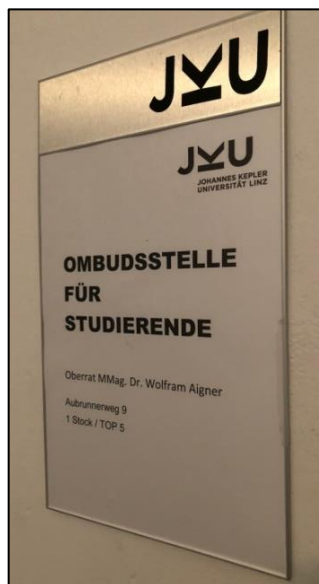 JKU
JKU
JOHANNES KEPLER
UNIVERSITÄT LINZ
OMBUDSSTELLE
FÜR
STUDIERENDE
Oberrat MMag. Dr. Wolfram Aigner
Aubrunnerweg 9
1 Stock / TOP 5